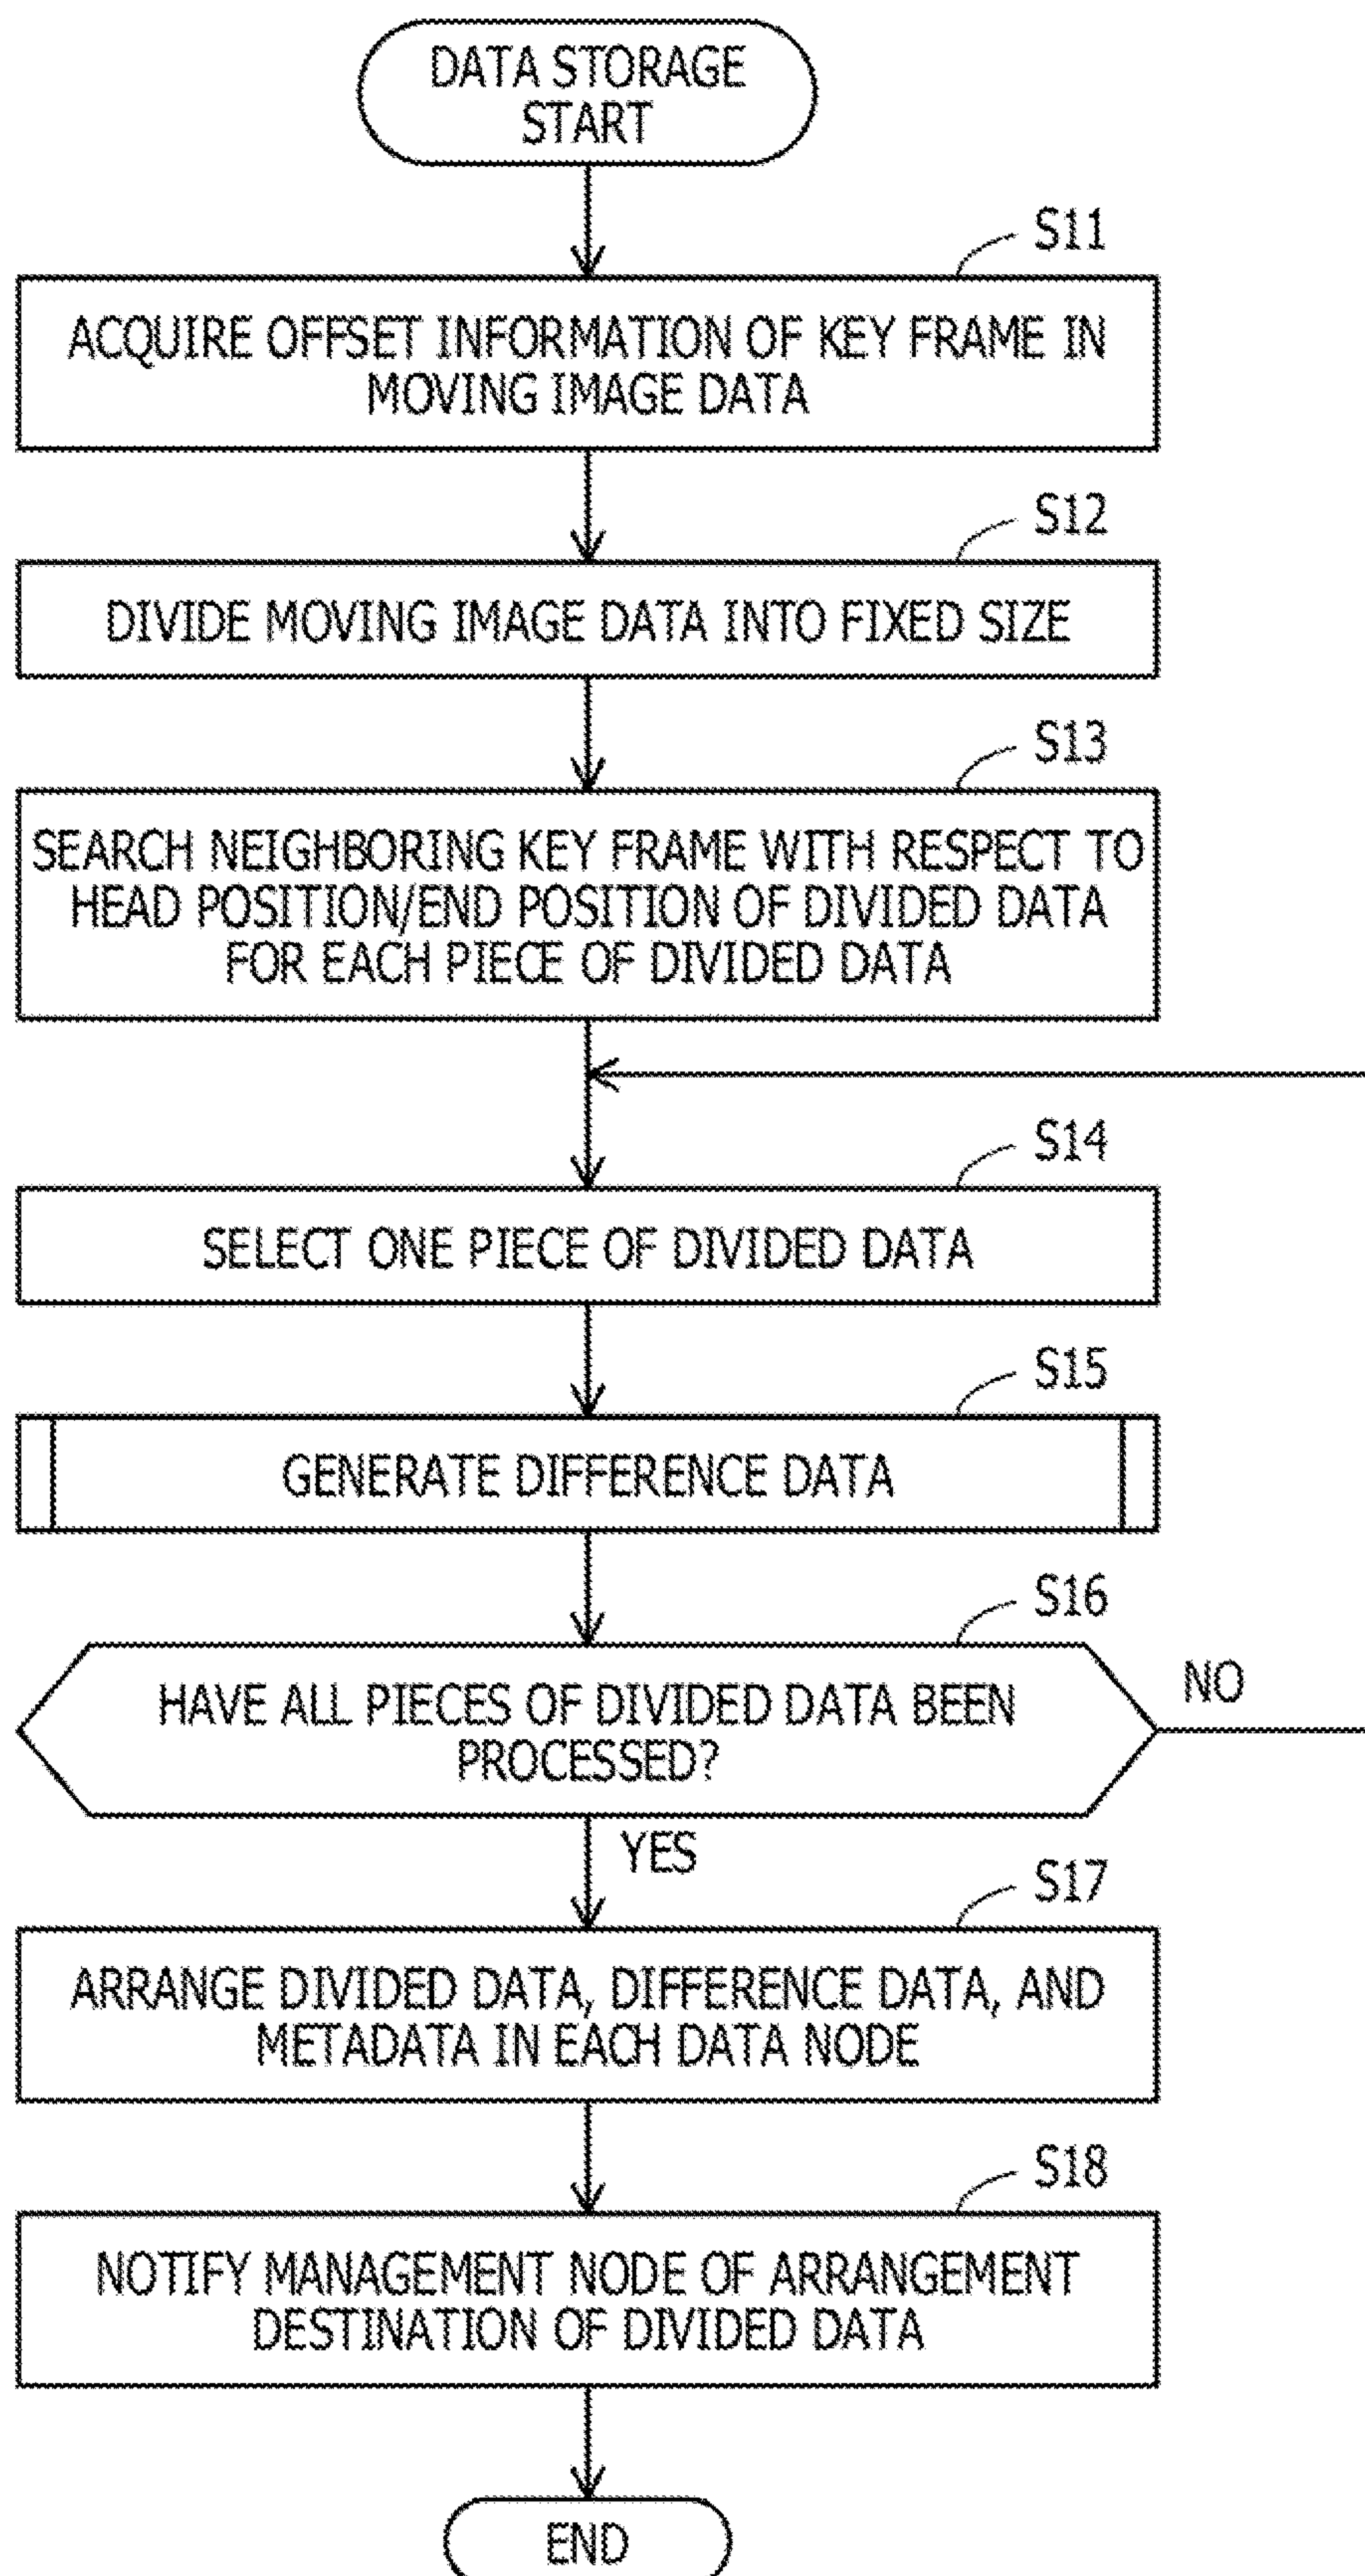 DATA STORAGE
START
S11
ACQUIRE OFFSET INFORMATION OF KEY FRAME IN
MOVING IMAGE DATA
S12
DIVIDE MOVING IMAGE DATA INTO FIXED SIZE
S13
SEARCH NEIGHBORING KEY FRAME WITH RESPECT TO
HEAD POSITION/END POSITION OF DIVIDED DATA
FOR EACH PIECE OF DIVIDED DATA
S14
SELECT ONE PIECE OF DIVIDED DATA
S15
GENERATE DIFFERENCE DATA
S16
HAVE ALL PIECES OF DIVIDED DATA BEEN
PROCESSED?
NO
YES
S17
ARRANGE DIVIDED DATA, DIFFERENCE DATA, AND
METADATA IN EACH DATA NODE
S18
NOTIFY MANAGEMENT NODE OF ARRANGEMENT
DESTINATION OF DIVIDED DATA
END